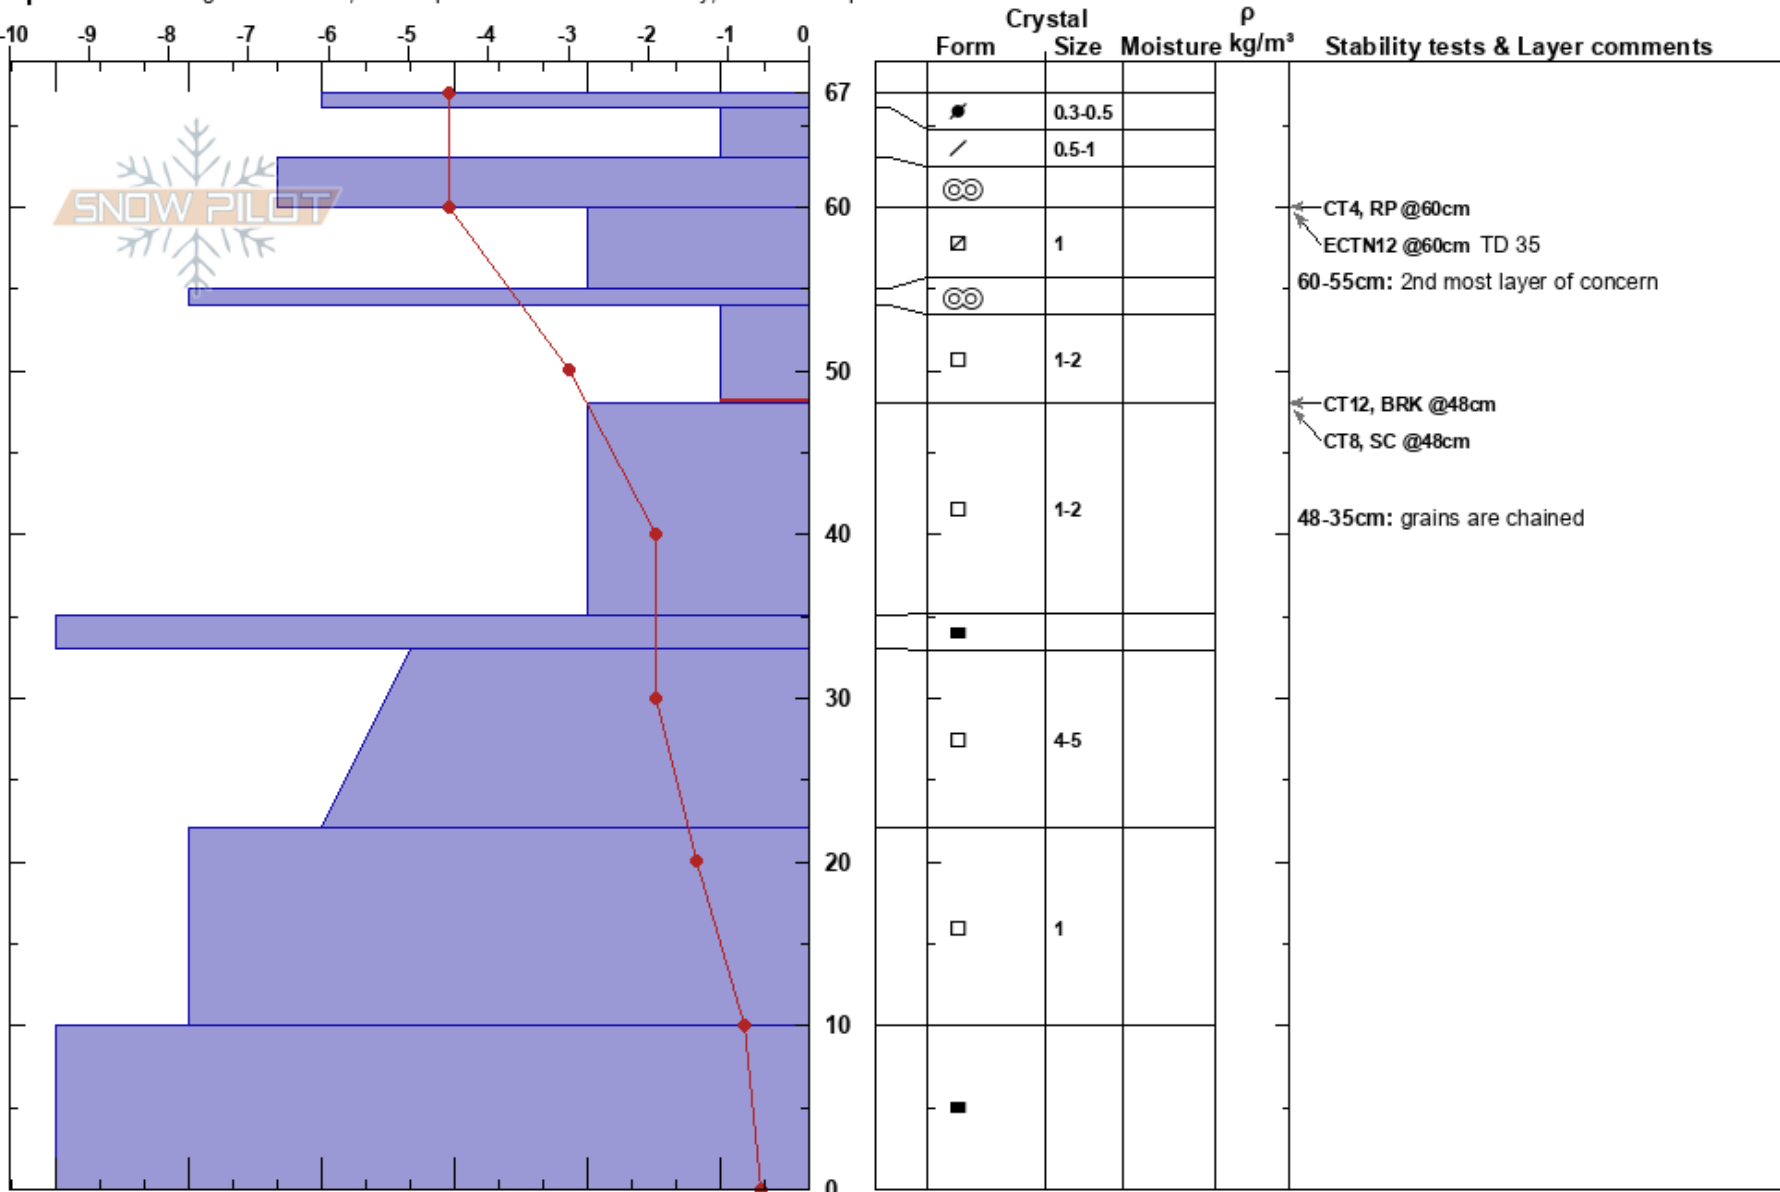 Crystal ρ
Form Size Moisture kg/m³ Stability tests & Layer comments
-10 -9 -8 -7 -6 -5 -4 -3 -2 -1 0
67
0.3-0.5
0.5-1
SNOW PILOT
60
CT4, RP @60cm
1
ECTN12 @60cm TD 35
60-55cm: 2nd most layer of concern
1-2
50
CT12, BRK @48cm
CT8, SC @48cm
1-2
48-35cm: grains are chained
40
30
4-5
20
1
10
0